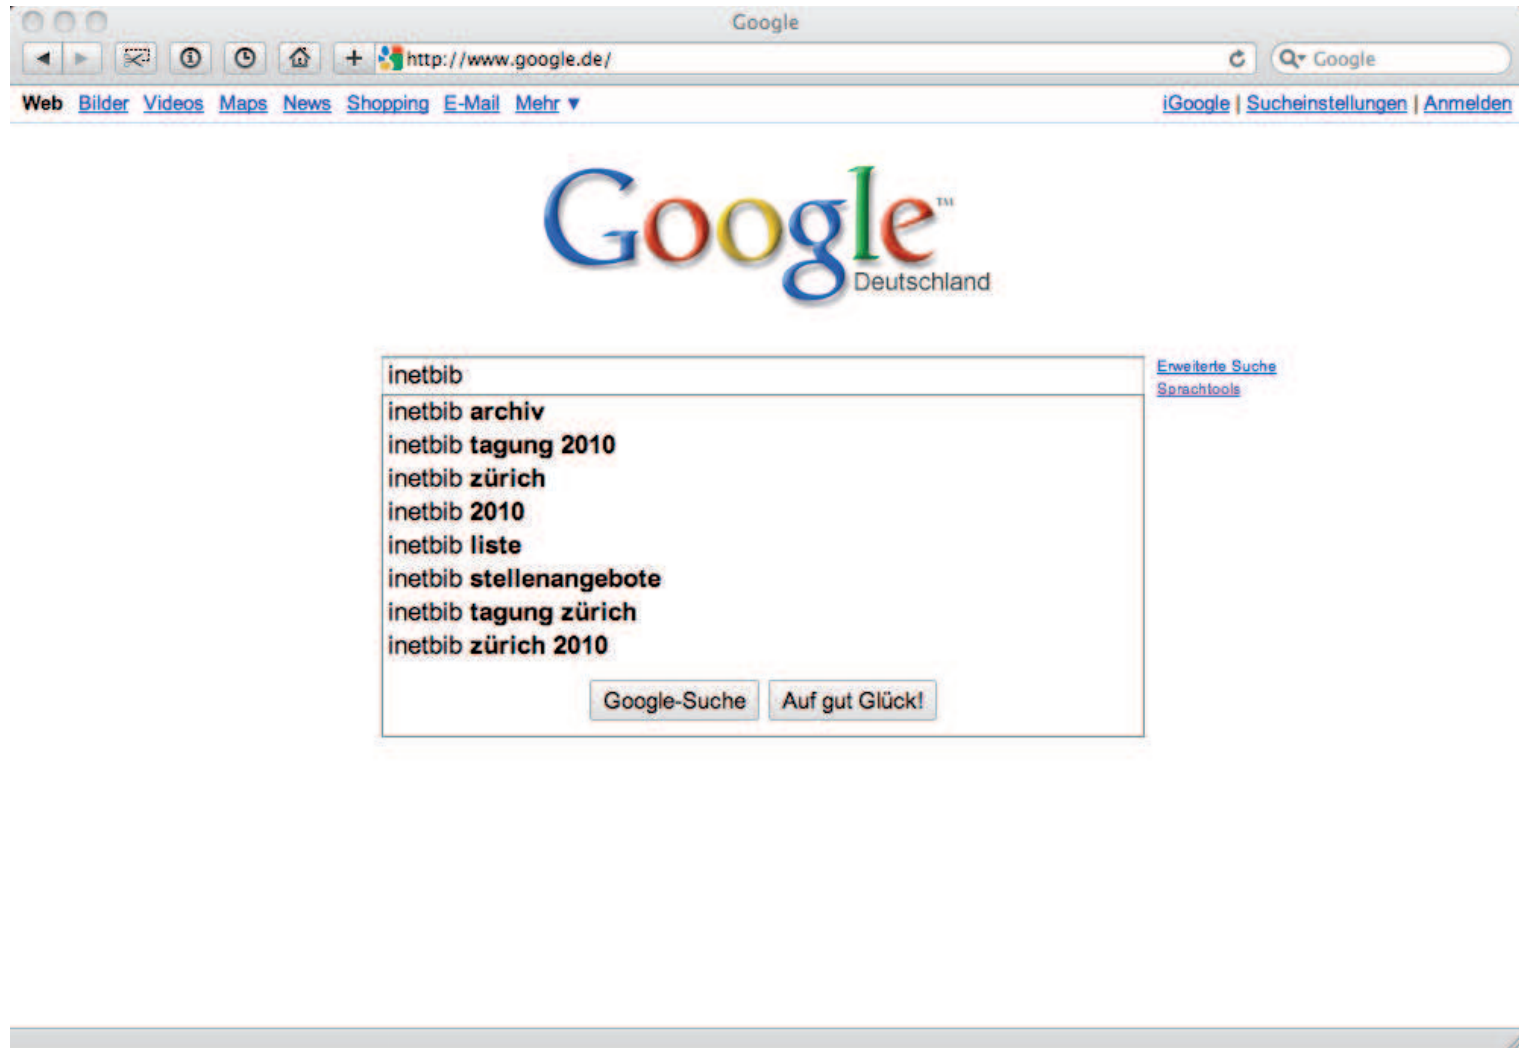 Google
http://www.google.de/
Google
Web Bilder Videos Maps News Shopping E-Mail Mehr ▼
iGoogle | Sucheinstellungen | Anmelden
Google™
Deutschland
inetbib
Erweiterte Suche
Sprachtools
inetbib archiv
inetbib tagung 2010
inetbib zürich
inetbib 2010
inetbib liste
inetbib stellenangebote
inetbib tagung zürich
inetbib zürich 2010
Google-Suche
Auf gut Glück!